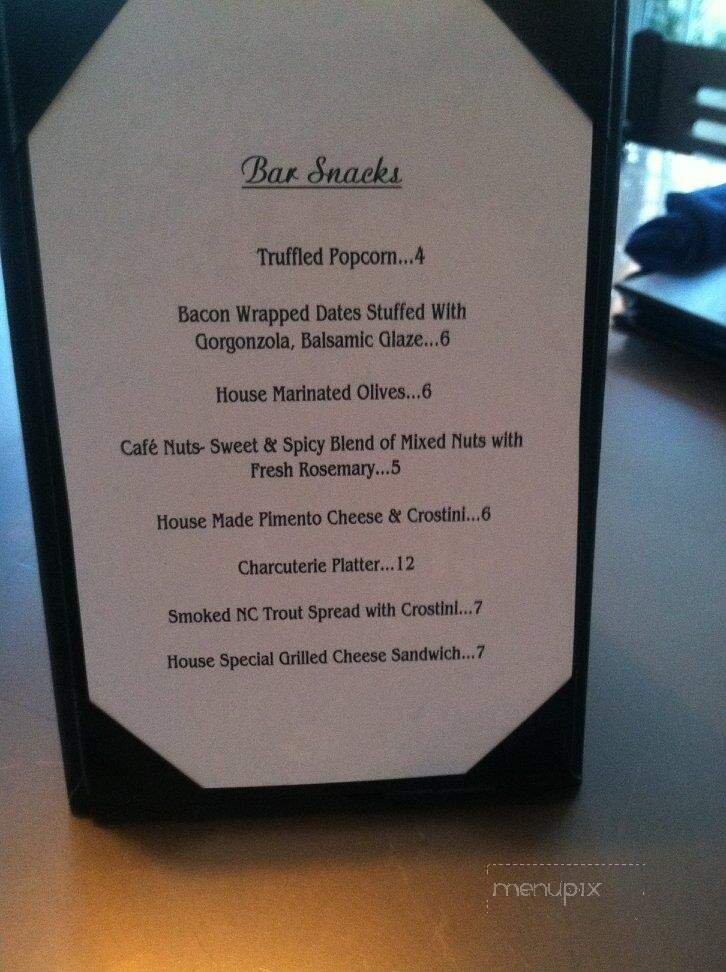 Bar Snacks
Truffled Popcorn...4
Bacon Wrapped Dates Stuffed With
Gorgonzola, Balsamic Glaze...6
House Marinated Olives...6
Café Nuts- Sweet & Spicy Blend of Mixed Nuts with
Fresh Rosemary...5
House Made Pimento Cheese & Crostini...6
Charcuterie Platter...12
Smoked NC Trout Spread with Crostini...7
House Special Grilled Cheese Sandwich...7
menupix